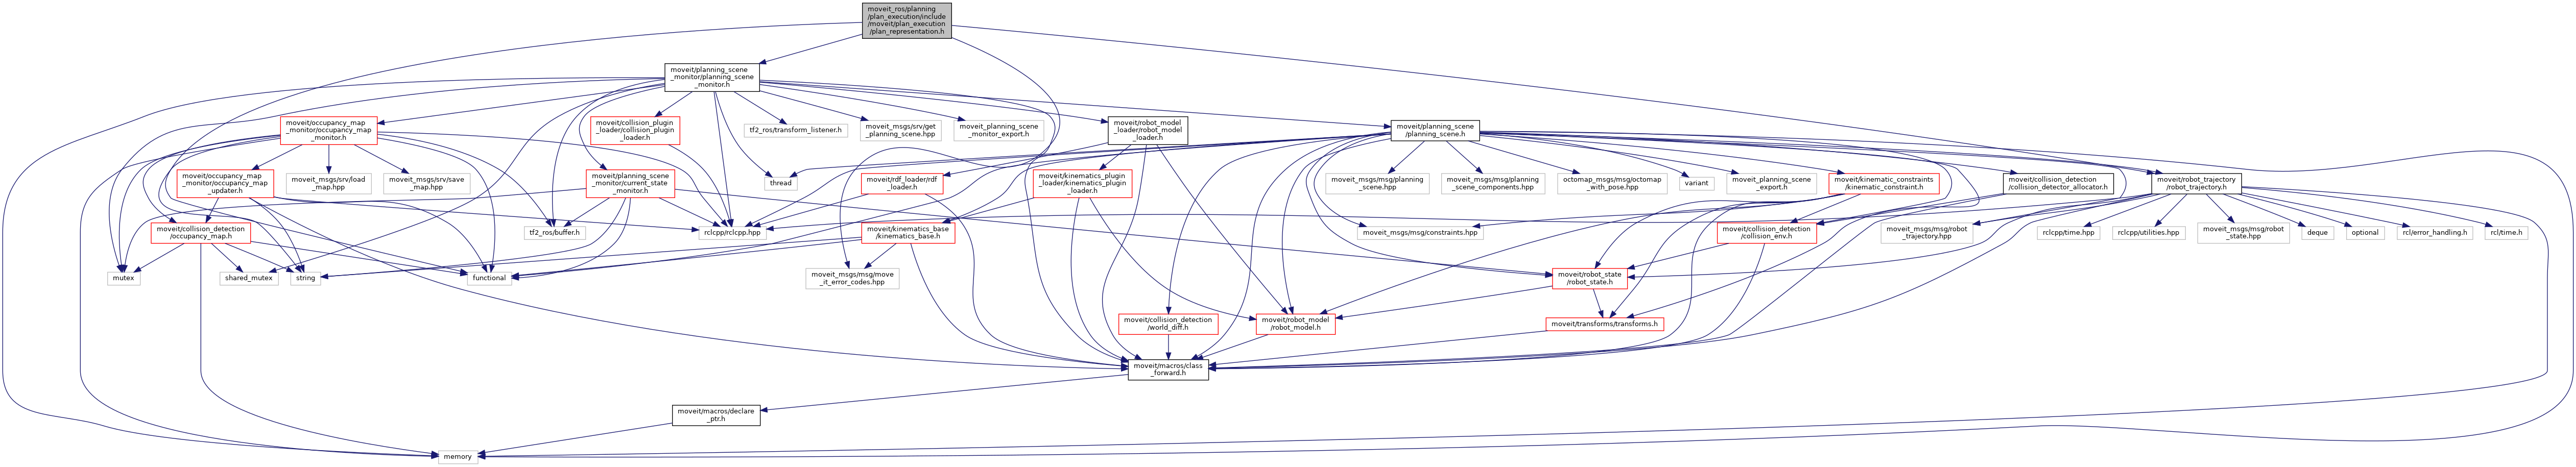 moveit_ros/planning
/plan_execution/include
/moveit/plan_execution
/plan_representation.h
moveit/planning_scene
_monitor/planning_scene
_monitor.h
moveit/occupancy_map
_monitor/occupancy_map
_monitor.h
moveit/collision_plugin
_loader/collision_plugin
_loader.h
tf2_ros/transform_listener.h
moveit_msgs/srv/get
_planning_scene.hpp
moveit_planning_scene
_monitor_export.h
moveit/robot_model
_loader/robot_model
_loader.h
moveit/planning_scene
/planning_scene.h
moveit/occupancy_map
_monitor/occupancy_map
_updater.h
moveit_msgs/srv/load
_map.hpp
moveit_msgs/srv/save
_map.hpp
moveit/planning_scene
_monitor/current_state
_monitor.h
thread
moveit/rdf_loader/rdf
_loader.h
moveit/kinematics_plugin
_loader/kinematics_plugin
_loader.h
moveit_msgs/msg/planning
_scene.hpp
moveit_msgs/msg/planning
_scene_components.hpp
octomap_msgs/msg/octomap
_with_pose.hpp
variant
moveit_planning_scene
_export.h
moveit/kinematic_constraints
/kinematic_constraint.h
moveit/collision_detection
/collision_detector_allocator.h
moveit/robot_trajectory
/robot_trajectory.h
moveit/collision_detection
/occupancy_map.h
tf2_ros/buffer.h
rclcpp/rclcpp.hpp
moveit/kinematics_base
/kinematics_base.h
moveit_msgs/msg/constraints.hpp
moveit/collision_detection
/collision_env.h
moveit_msgs/msg/robot
_trajectory.hpp
rclcpp/time.hpp
rclcpp/utilities.hpp
moveit_msgs/msg/robot
_state.hpp
deque
optional
rcl/error_handling.h
rcl/time.h
mutex
shared_mutex
string
functional
moveit_msgs/msg/move
_it_error_codes.hpp
moveit/robot_state
/robot_state.h
moveit/collision_detection
/world_diff.h
moveit/robot_model
/robot_model.h
moveit/transforms/transforms.h
moveit/macros/class
_forward.h
moveit/macros/declare
_ptr.h
memory